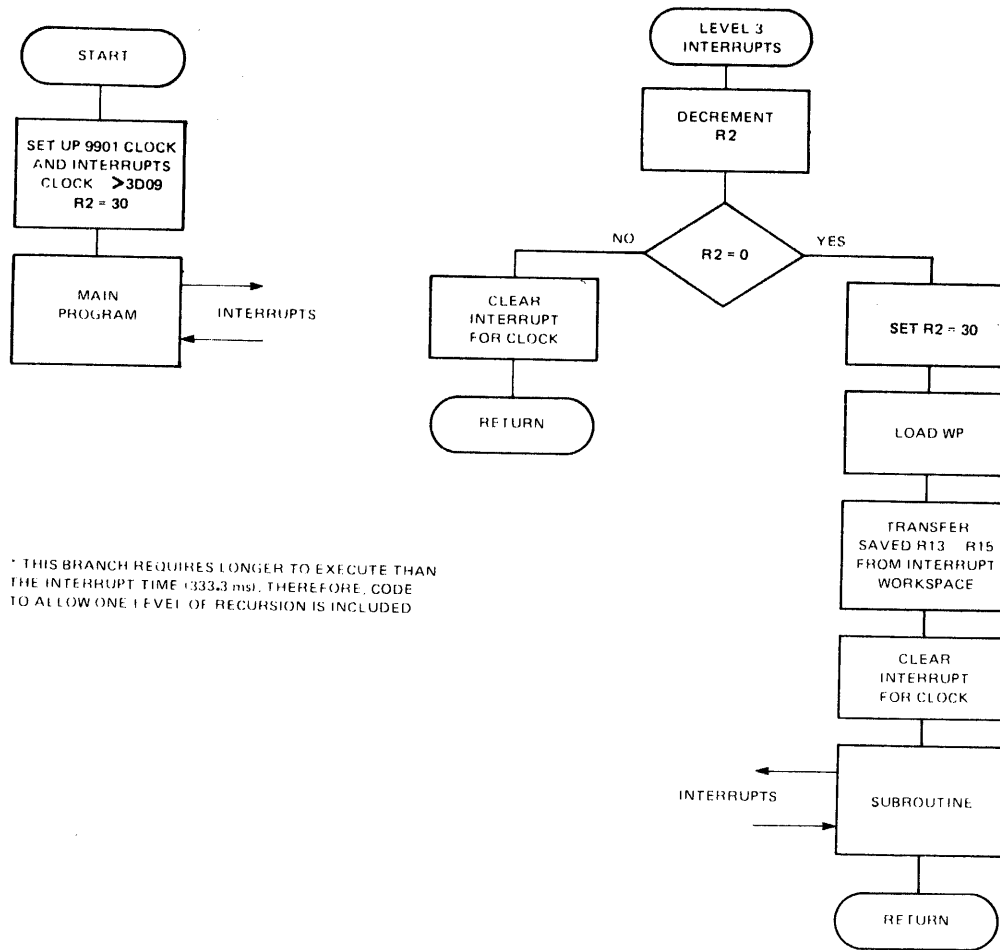 START
SET UP 9901 CLOCK
AND INTERRUPTS
CLOCK >3D09
R2 = 30
MAIN
PROGRAM
INTERRUPTS
LEVEL 3
INTERRUPTS
DECREMENT
R2
R2 = 0
NO
YES
CLEAR
INTERRUPT
FOR CLOCK
RETURN
SET R2 = 30
LOAD WP
TRANSFER
SAVED R13 R15
FROM INTERRUPT
WORKSPACE
CLEAR
INTERRUPT
FOR CLOCK
INTERRUPTS
SUBROUTINE
RETURN
* THIS BRANCH REQUIRES LONGER TO EXECUTE THAN
THE INTERRUPT TIME (333.3 ms). THEREFORE, CODE
TO ALLOW ONE LEVEL OF RECURSION IS INCLUDED